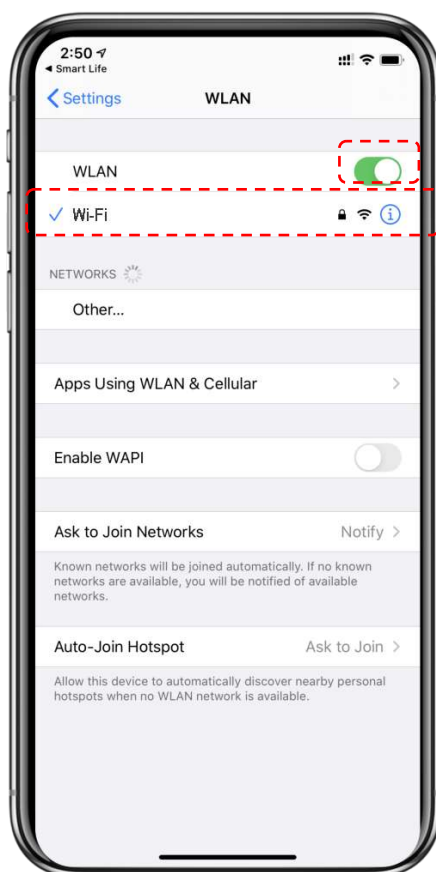 2:50
Smart Life
Settings
WLAN
WLAN
Wi-Fi
NETWORKS
Other...
Apps Using WLAN & Cellular
Enable WAPI
Ask to Join Networks Notify
Known networks will be joined automatically. If no known
networks are available, you will be notified of available
networks.
Auto-Join Hotspot Ask to Join
Allow this device to automatically discover nearby personal
hotspots when no WLAN network is available.